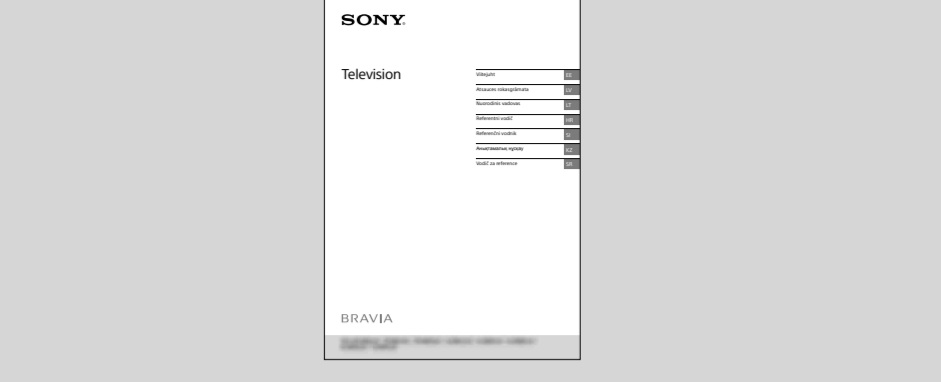 SONY
Television
Viitejuht EE
Atsauces rokasgrāmata LV
Nuorodinis vadovas LT
Referentni vodič HR
Referenčni vodnik SI
Анықтамалық нұсқау KZ
Vodič za reference SR
BRAVIA